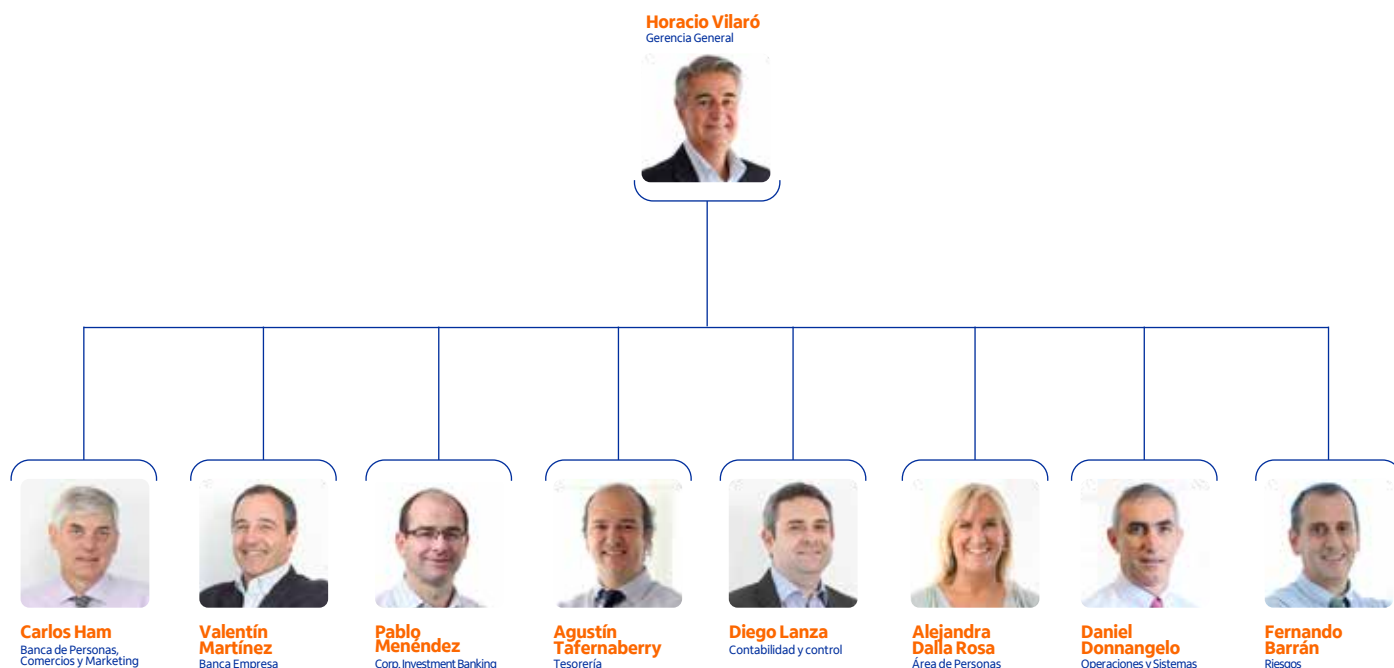 Horacio Vilaró
Gerencia General
Carlos Ham
Banca de Personas,
Comercios y Marketing
Valentín
Martínez
Banca Empresa
Pablo
Menéndez
Corp. Investment Banking
Agustín
Tafernaberry
Tesorería
Diego Lanza
Contabilidad y control
Alejandra
Dalla Rosa
Área de Personas
Daniel
Donnangelo
Operaciones y Sistemas
Fernando
Barrán
Riesgos